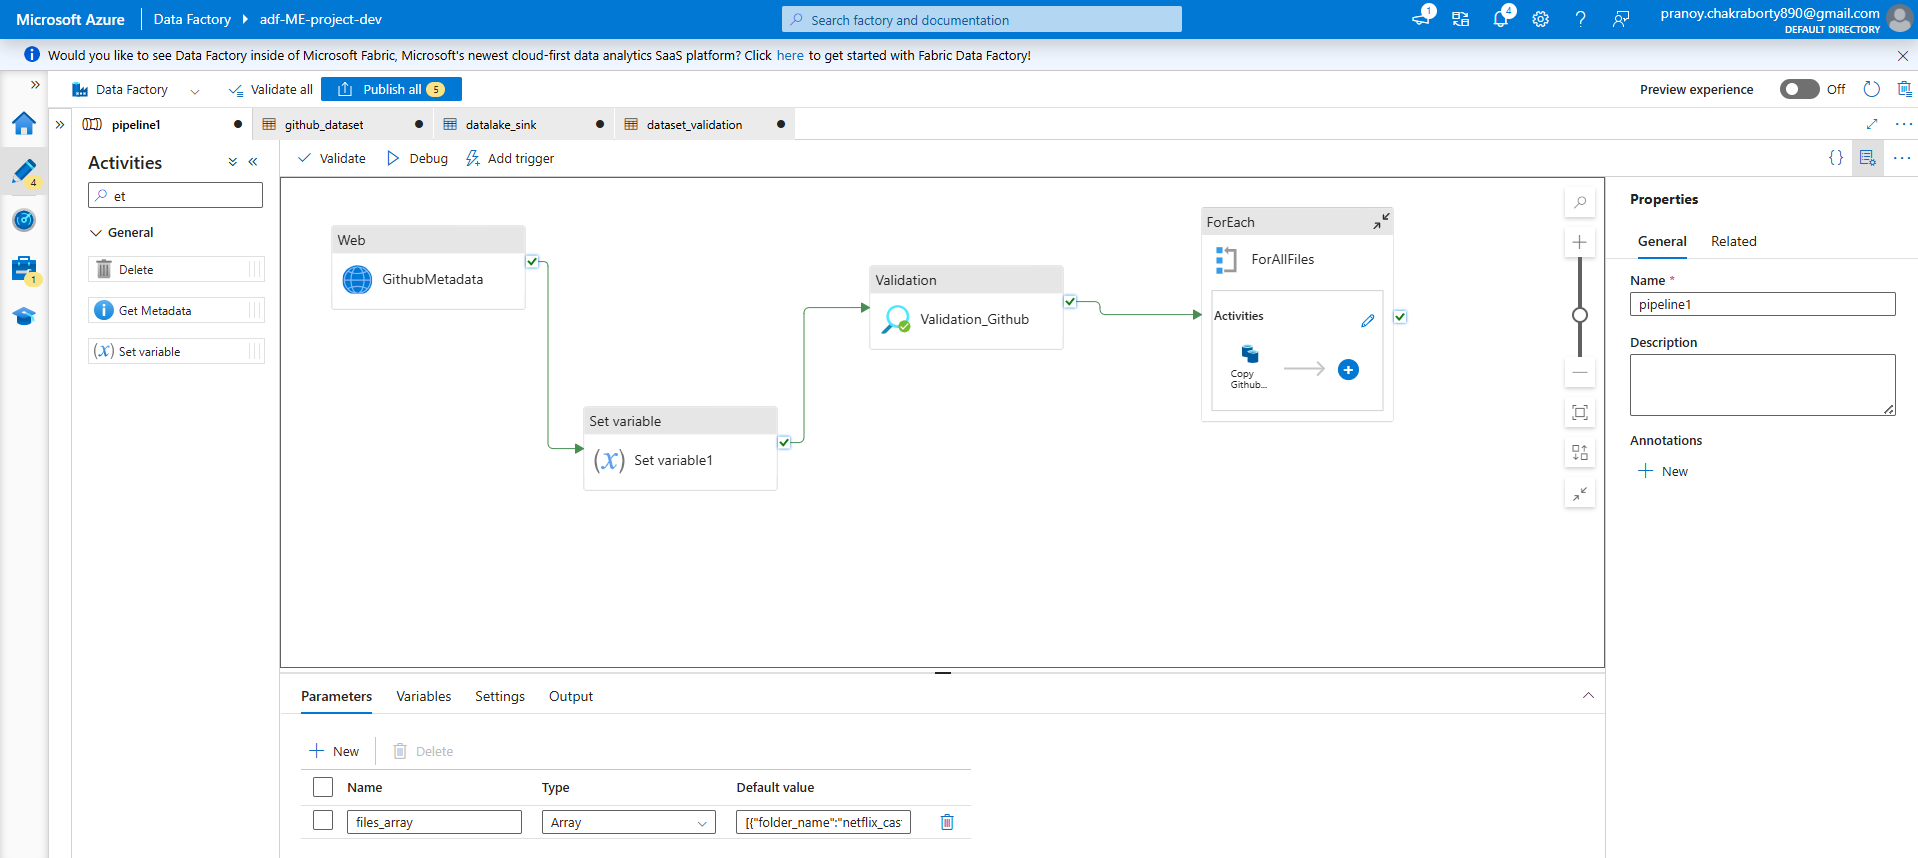 Microsoft Azure
Data Factory
adf-ME-project-dev
Search factory and documentation
1
4
pranoy.chakraborty890@gmail.com
DEFAULT DIRECTORY
Would you like to see Data Factory inside of Microsoft Fabric, Microsoft's newest cloud-first data analytics SaaS platform? Click here to get started with Fabric Data Factory!
Data Factory
Validate all
Publish all 5
Preview experience
Off
pipeline1
github_dataset
datalake_sink
dataset_validation
4
1
Activities
et
General
Delete
Get Metadata
(x) Set variable
Validate
Debug
Add trigger
Web
GithubMetadata
Set variable
(x) Set variable1
Validation
Validation_Github
ForEach
ForAllFiles
Activities
Copy
Github...
Properties
General
Related
Name *
pipeline1
Description
Annotations
New
Parameters
Variables
Settings
Output
New
Delete
Name
Type
Default value
files_array
Array
[{"folder_name":"netflix_cas